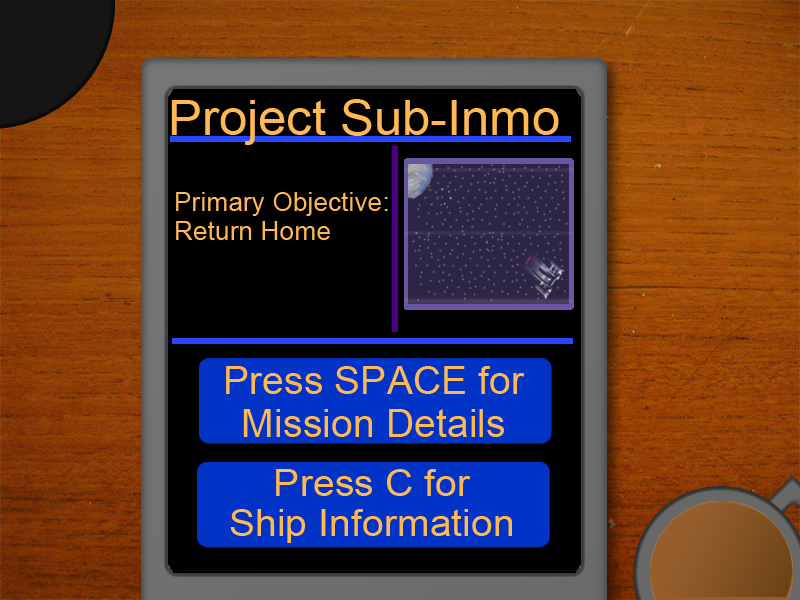 Project Sub-Inmo
Primary Objective:
Return Home
Press SPACE for
Mission Details
Press C for
Ship Information